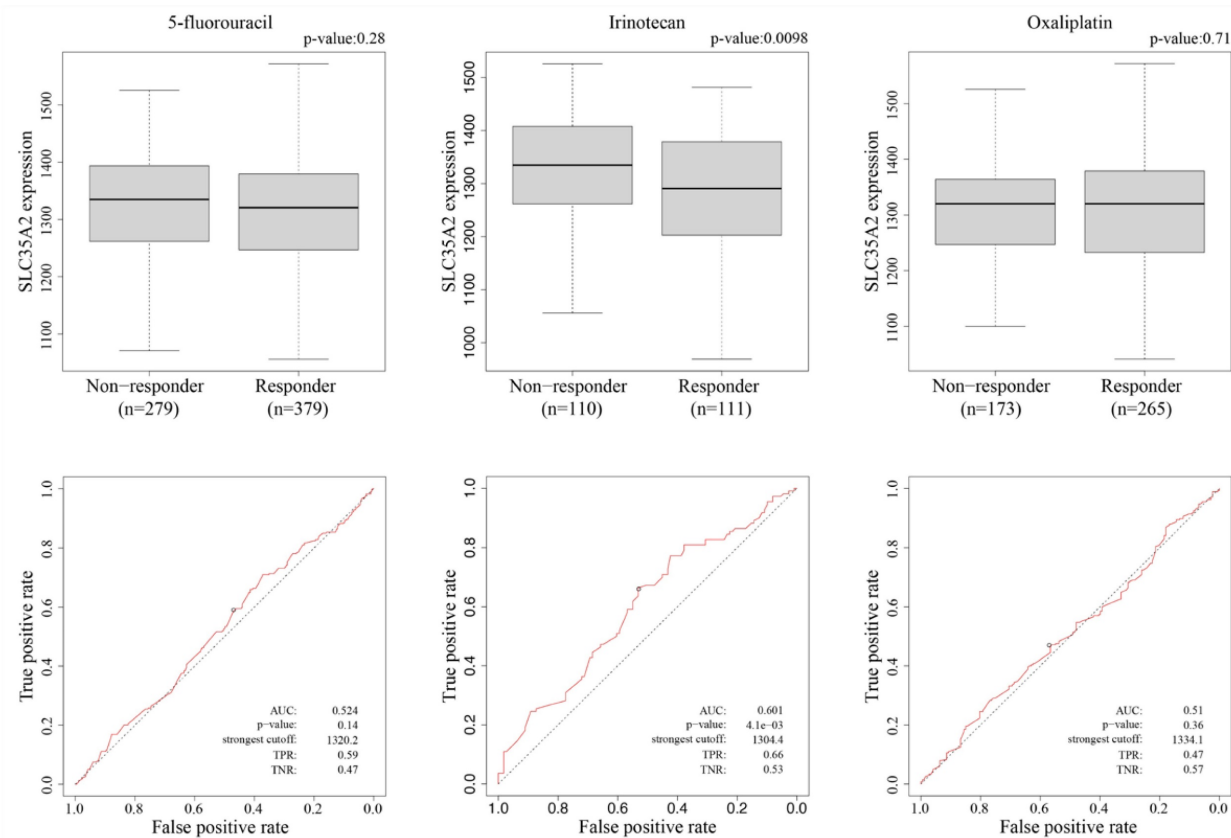 5-fluorouracil
p-value:0.28
SLC35A2 expression
1500
1400
1300
1200
1100
Non−responder
(n=279)
Responder
(n=379)
Irinotecan
p-value:0.0098
SLC35A2 expression
1500
1400
1300
1200
1100
1000
Non−responder
(n=110)
Responder
(n=111)
Oxaliplatin
p-value:0.71
SLC35A2 expression
1500
1400
1300
1200
1100
Non−responder
(n=173)
Responder
(n=265)
True positive rate
1.0
0.8
0.6
0.4
0.2
0.0
AUC: 0.524
p−value: 0.14
strongest cutoff: 1320.2
TPR: 0.59
TNR: 0.47
1.0 0.8 0.6 0.4 0.2 0.0
False positive rate
True positive rate
1.0
0.8
0.6
0.4
0.2
0.0
AUC: 0.601
p−value: 4.1e−03
strongest cutoff: 1304.4
TPR: 0.66
TNR: 0.53
1.0 0.8 0.6 0.4 0.2 0.0
False positive rate
True positive rate
1.0
0.8
0.6
0.4
0.2
0.0
AUC: 0.51
p−value: 0.36
strongest cutoff: 1334.1
TPR: 0.47
TNR: 0.57
1.0 0.8 0.6 0.4 0.2 0.0
False positive rate